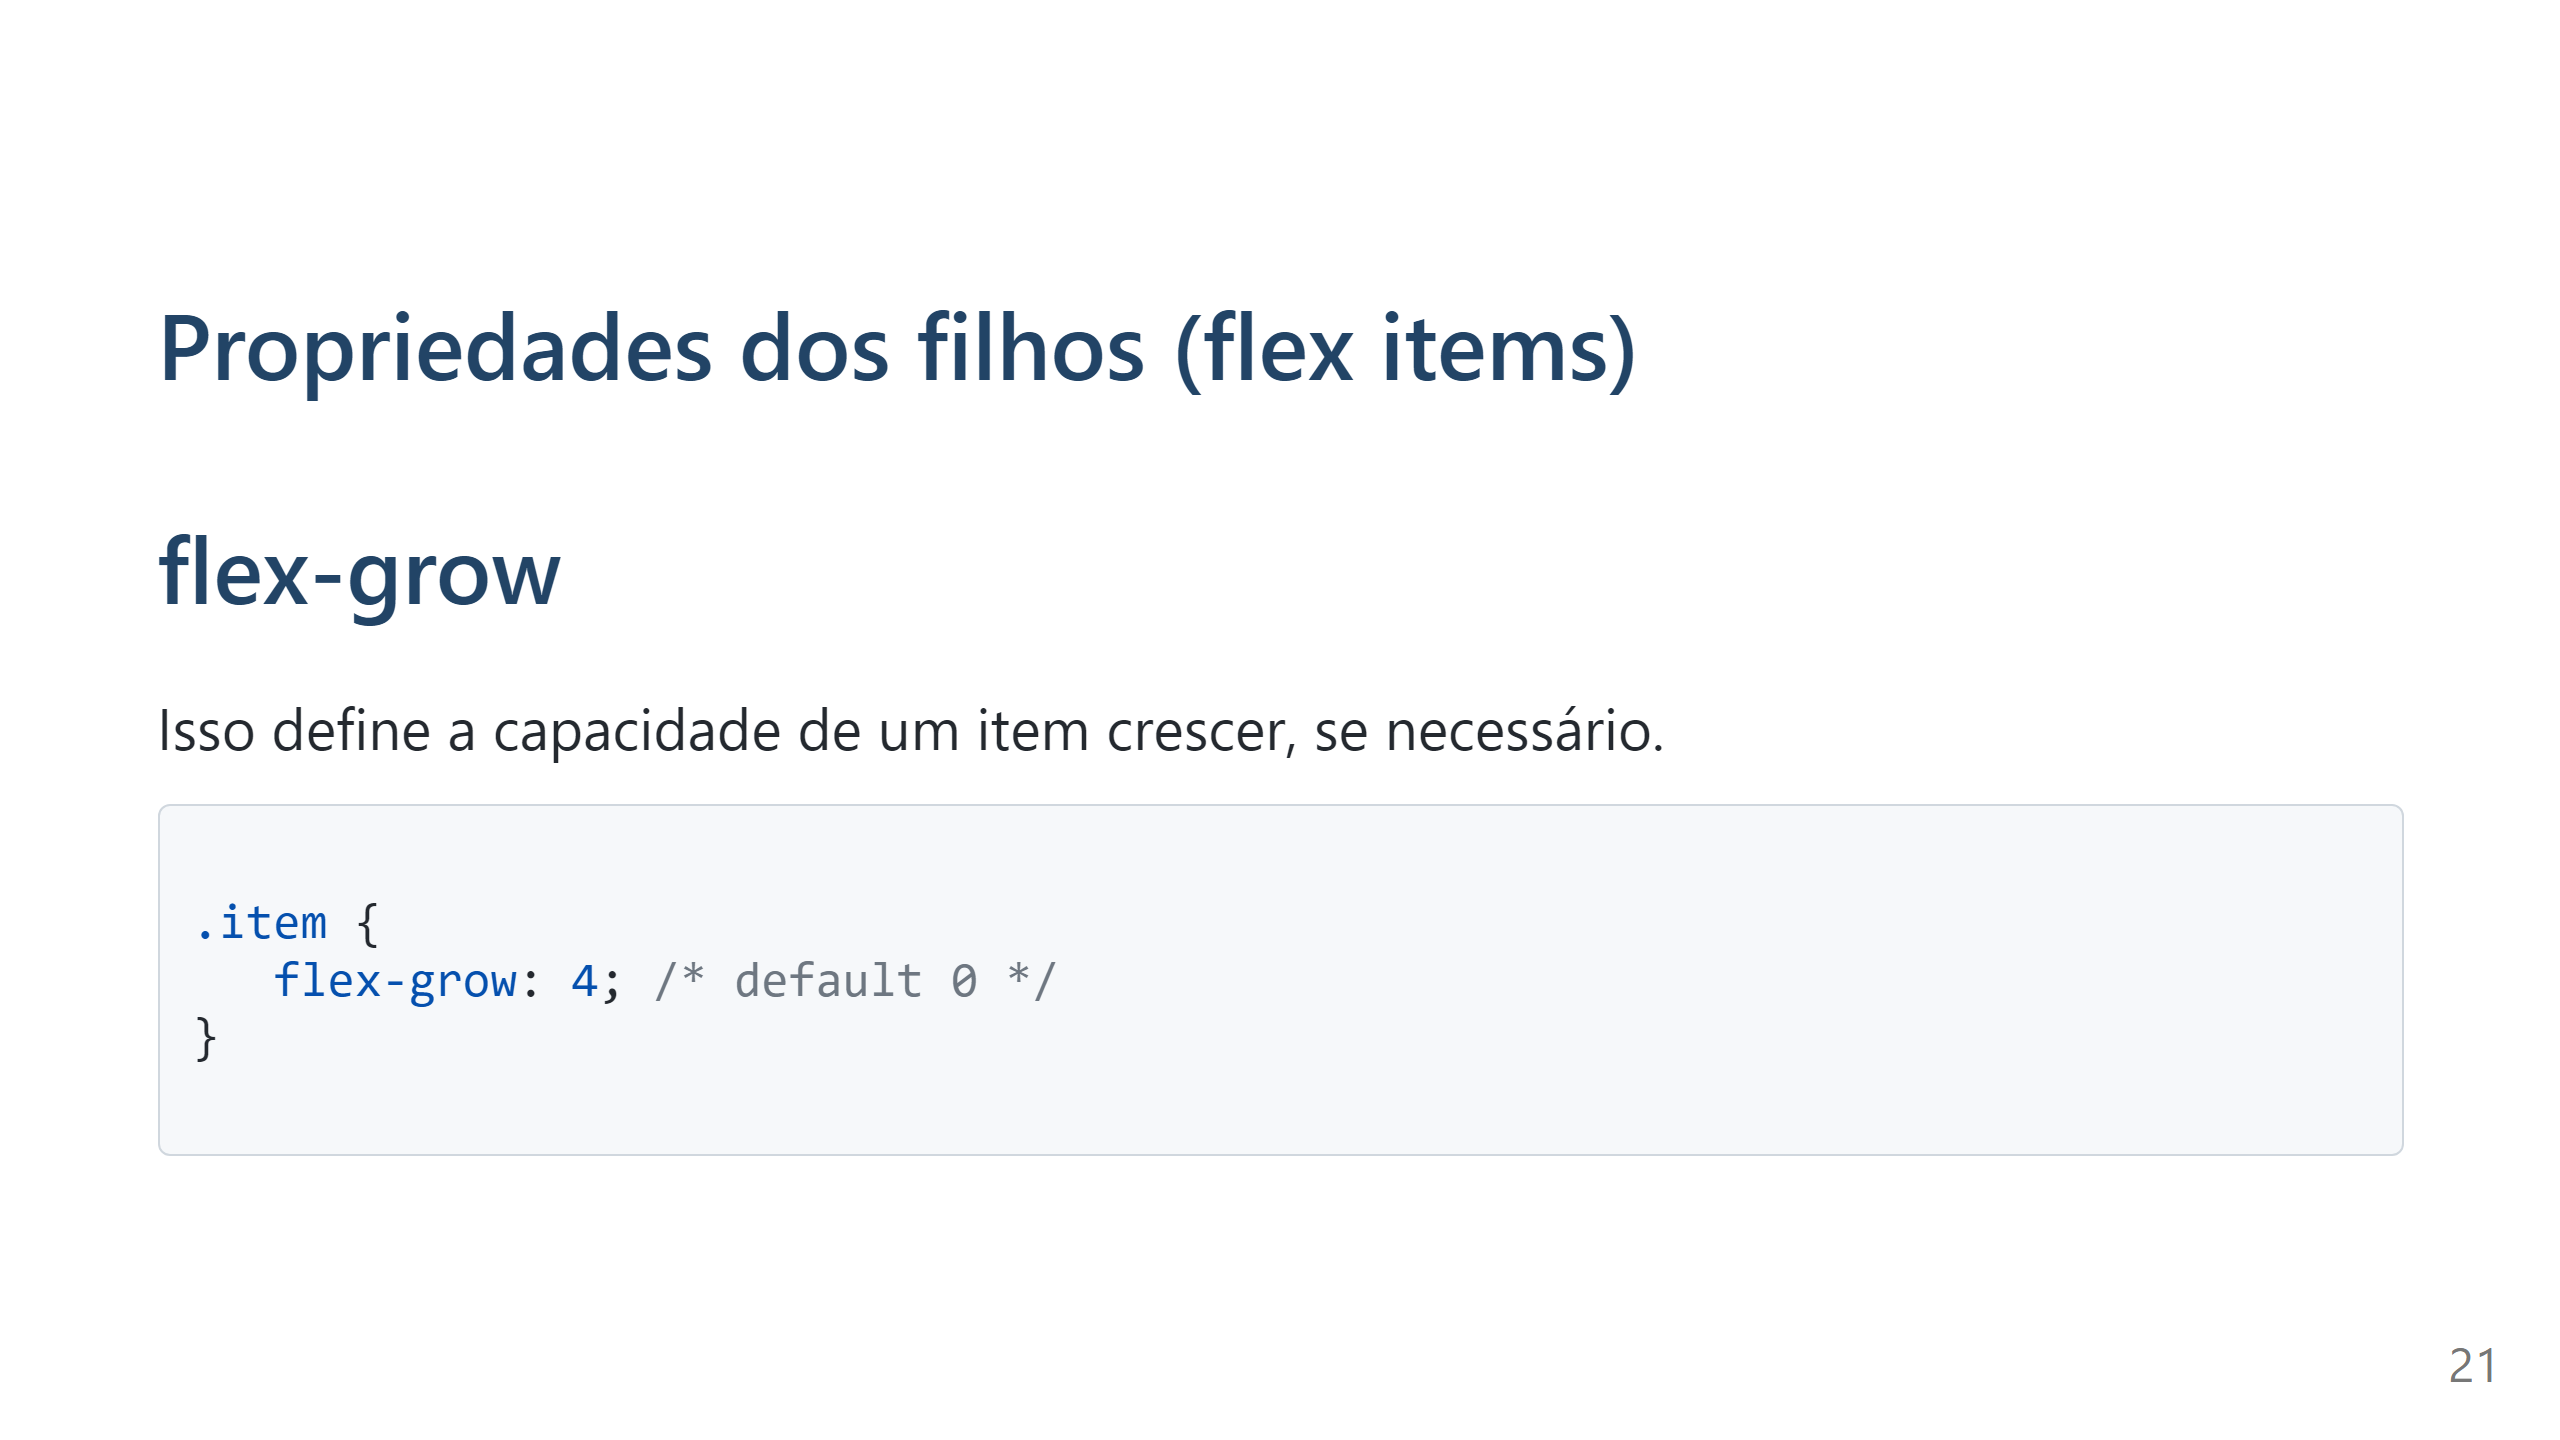 Propriedades dos filhos (flex items)
flex-grow
Isso define a capacidade de um item crescer, se necessário.
.item {
   flex-grow: 4; /* default 0 */
}
21